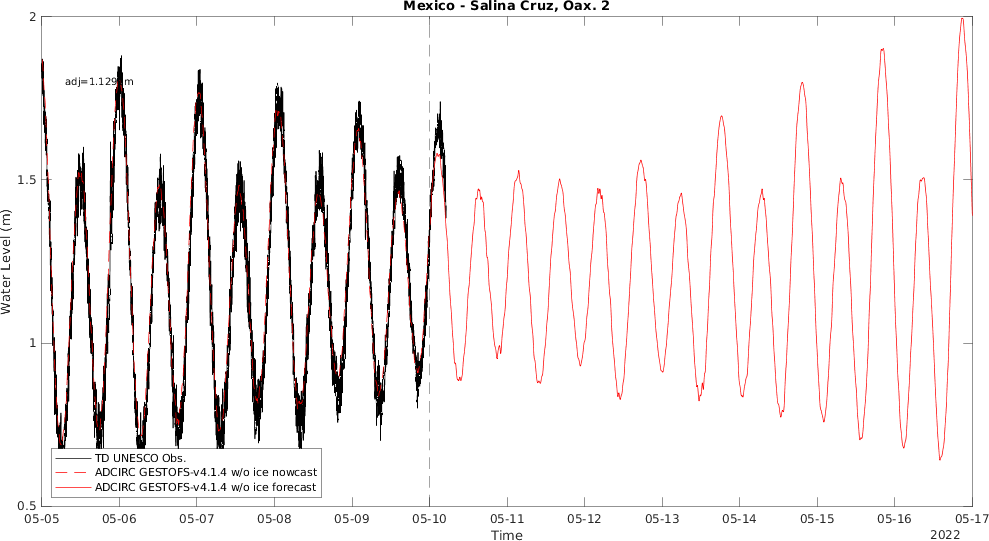 Mexico - Salina Cruz, Oax. 2
Water Level (m)
2
1.5
1
0.5
adj=1.129 m
TD UNESCO Obs.
ADCIRC GESTOFS-v4.1.4 w/o ice nowcast
ADCIRC GESTOFS-v4.1.4 w/o ice forecast
05-05 05-06 05-07 05-08 05-09 05-10 05-11 05-12 05-13 05-14 05-15 05-16 05-17
Time
2022